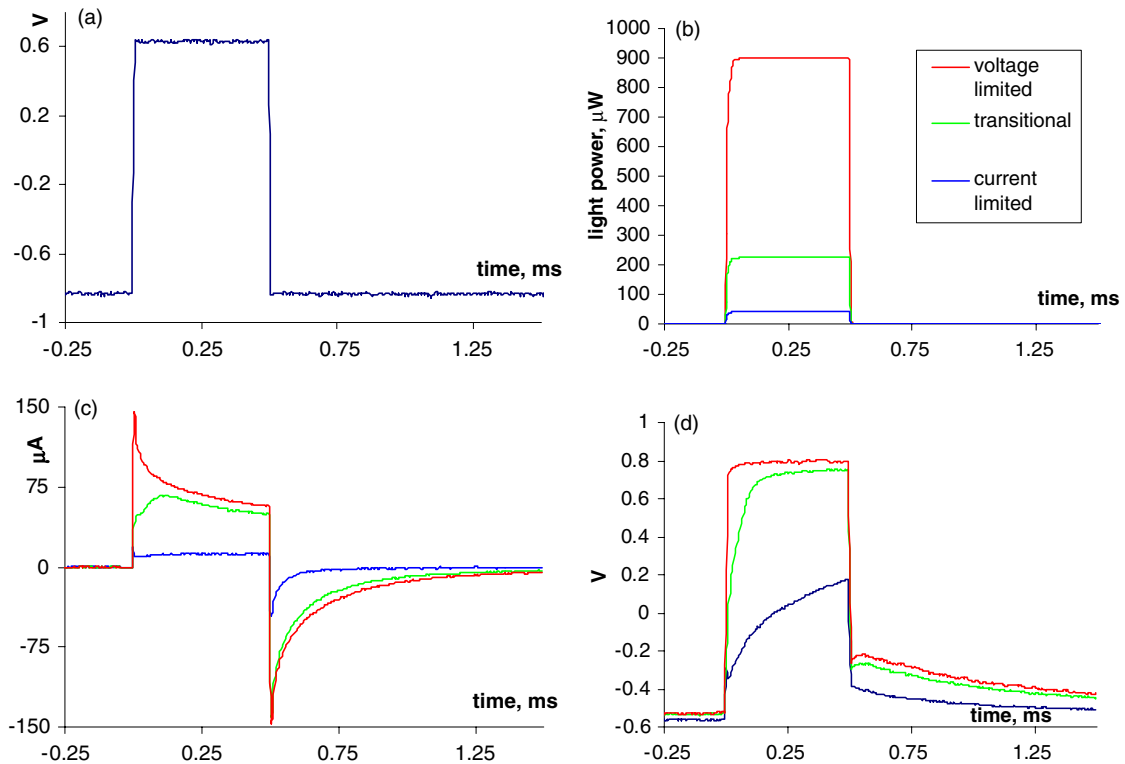 (a)
V
0.6
0.2
-0.2
-0.6
-1
time, ms
-0.25
0.25
0.75
1.25
(b)
light power, μW
1000
900
800
700
600
500
400
300
200
100
0
voltage
limited
transitional
current
limited
time, ms
-0.25
0.25
0.75
1.25
(c)
μA
150
75
0
-75
-150
time, ms
-0.25
0.25
0.75
1.25
(d)
V
1
0.8
0.6
0.4
0.2
0
-0.2
-0.4
-0.6
time, ms
-0.25
0.25
0.75
1.25